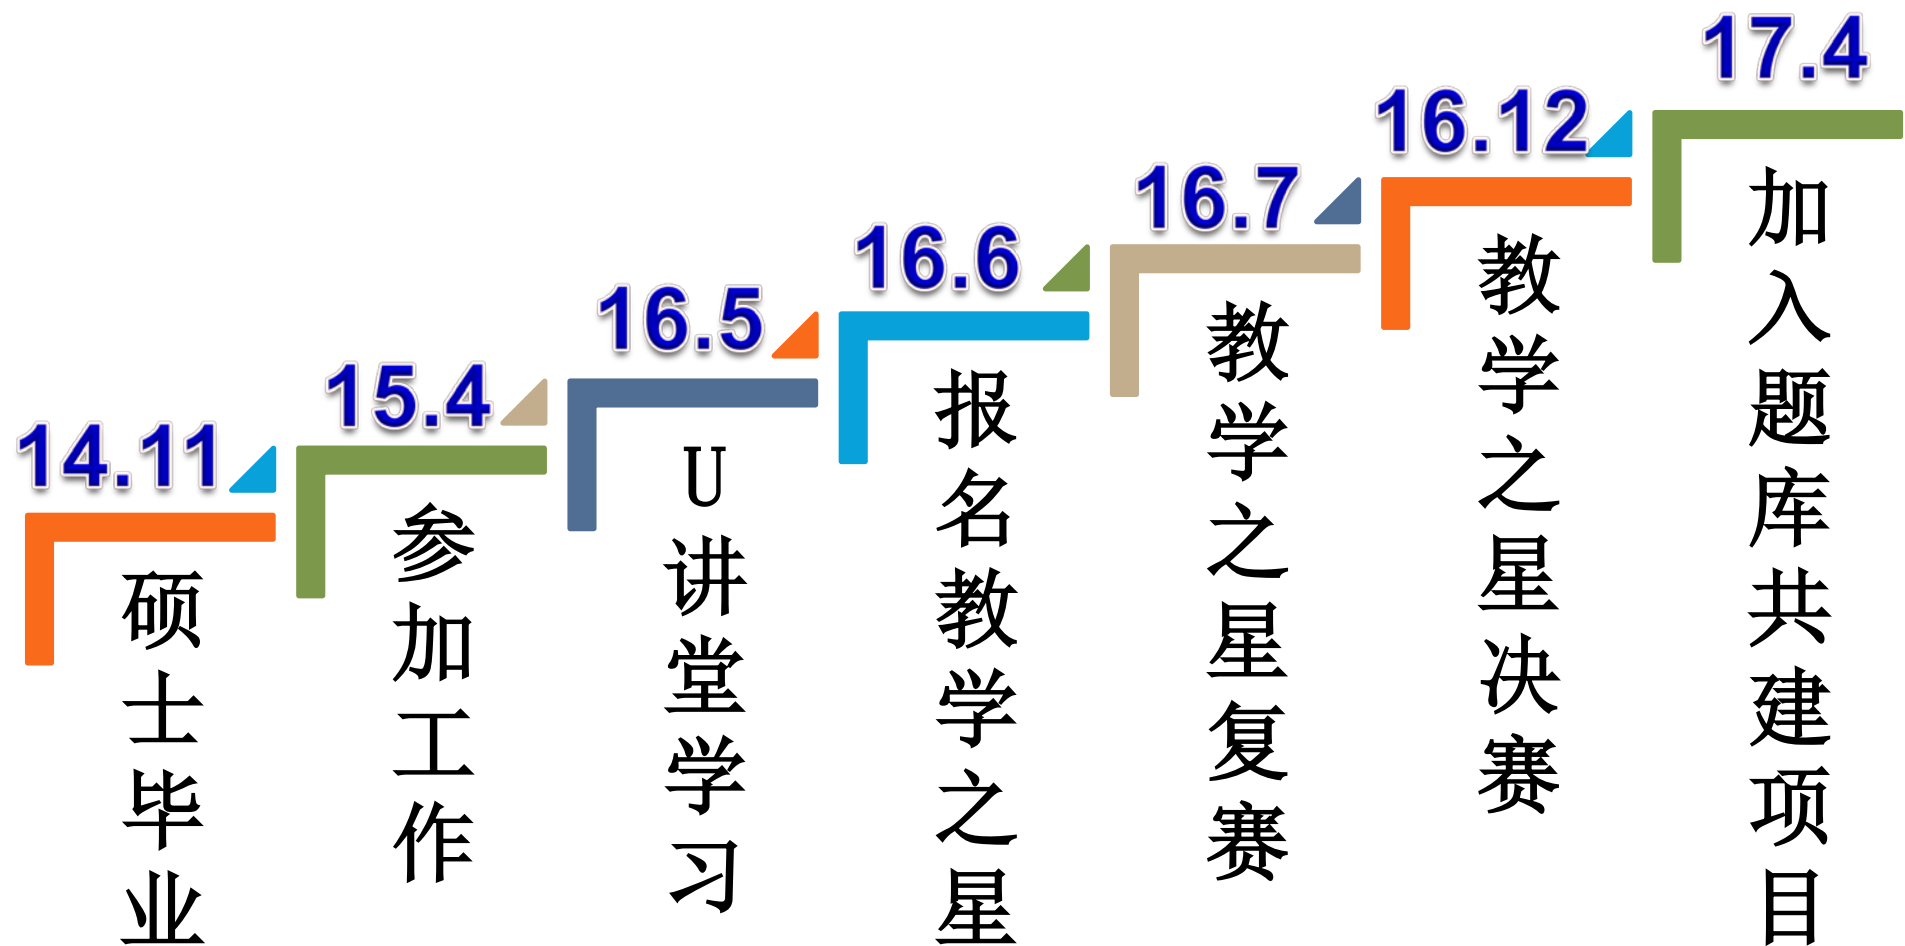 14.11
硕士毕业
15.4
参加工作
16.5
U讲堂学习
16.6
报名教学之星
16.7
教学之星复赛
16.12
教学之星决赛
17.4
加入题库共建项目